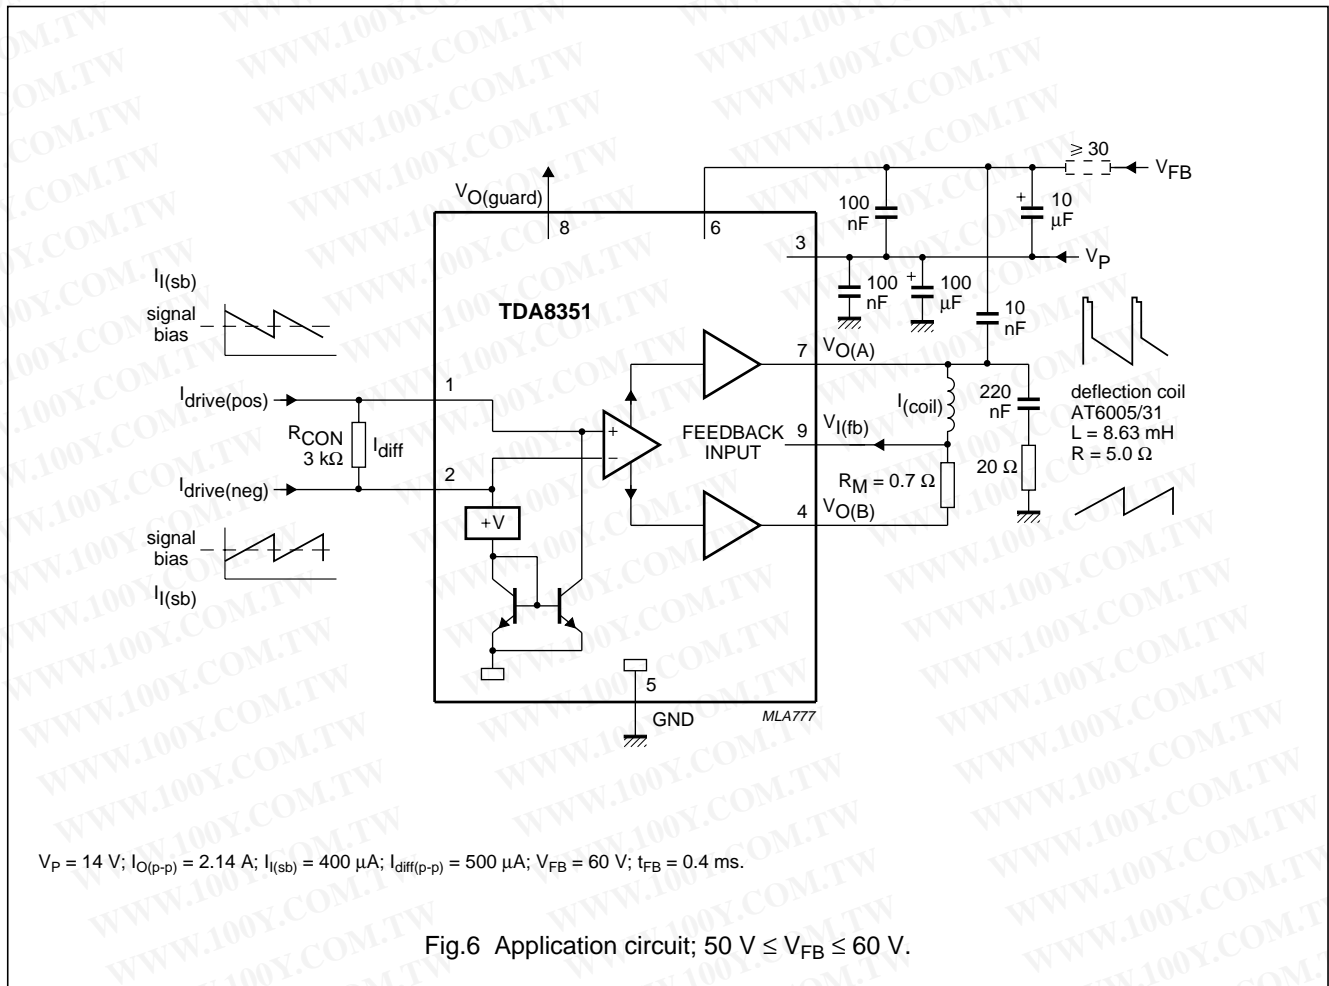 WWW.100Y.COM.TW
≥ 30
V_FB
V_O(guard)
8
6
100 nF
+ 10 μF
3
V_P
100 nF
+ 100 μF
10 nF
TDA8351
I_I(sb)
signal bias
7
V_O(A)
1
I_drive(pos)
R_CON 3 kΩ
I_diff
+
−
FEEDBACK INPUT
I_(coil)
220 nF
deflection coil
AT6005/31
L = 8.63 mH
R = 5.0 Ω
9
V_I(fb)
2
I_drive(neg)
R_M = 0.7 Ω
20 Ω
+V
4
V_O(B)
signal bias
I_I(sb)
5
GND
MLA777
V_P = 14 V; I_O(p-p) = 2.14 A; I_I(sb) = 400 μA; I_diff(p-p) = 500 μA; V_FB = 60 V; t_FB = 0.4 ms.
Fig.6 Application circuit; 50 V ≤ V_FB ≤ 60 V.